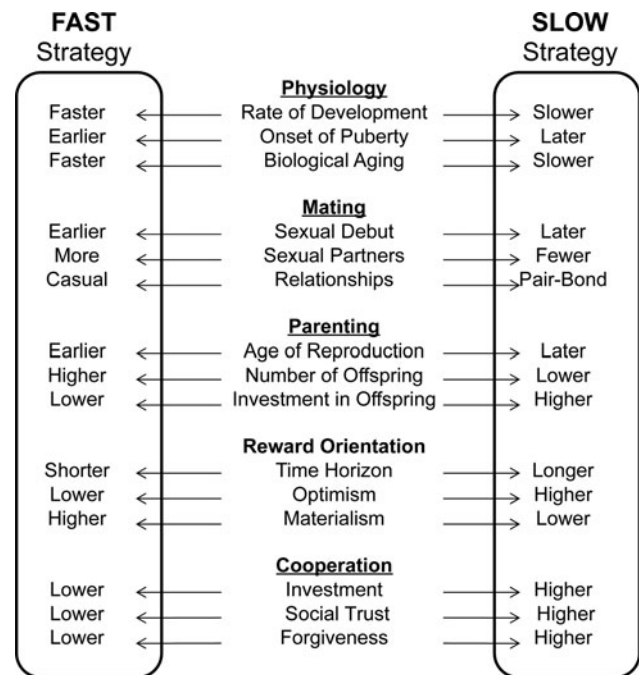 FAST SLOW
Strategy Strategy
Physiology
Faster Rate of Development Slower
Earlier Onset of Puberty Later
Faster Biological Aging Slower
Mating
Earlier Sexual Debut Later
More Sexual Partners Fewer
Casual Relationships Pair-Bond
Parenting
Earlier Age of Reproduction Later
Higher Number of Offspring Lower
Lower Investment in Offspring Higher
Reward Orientation
Shorter Time Horizon Longer
Lower Optimism Higher
Higher Materialism Lower
Cooperation
Lower Investment Higher
Lower Social Trust Higher
Lower Forgiveness Higher